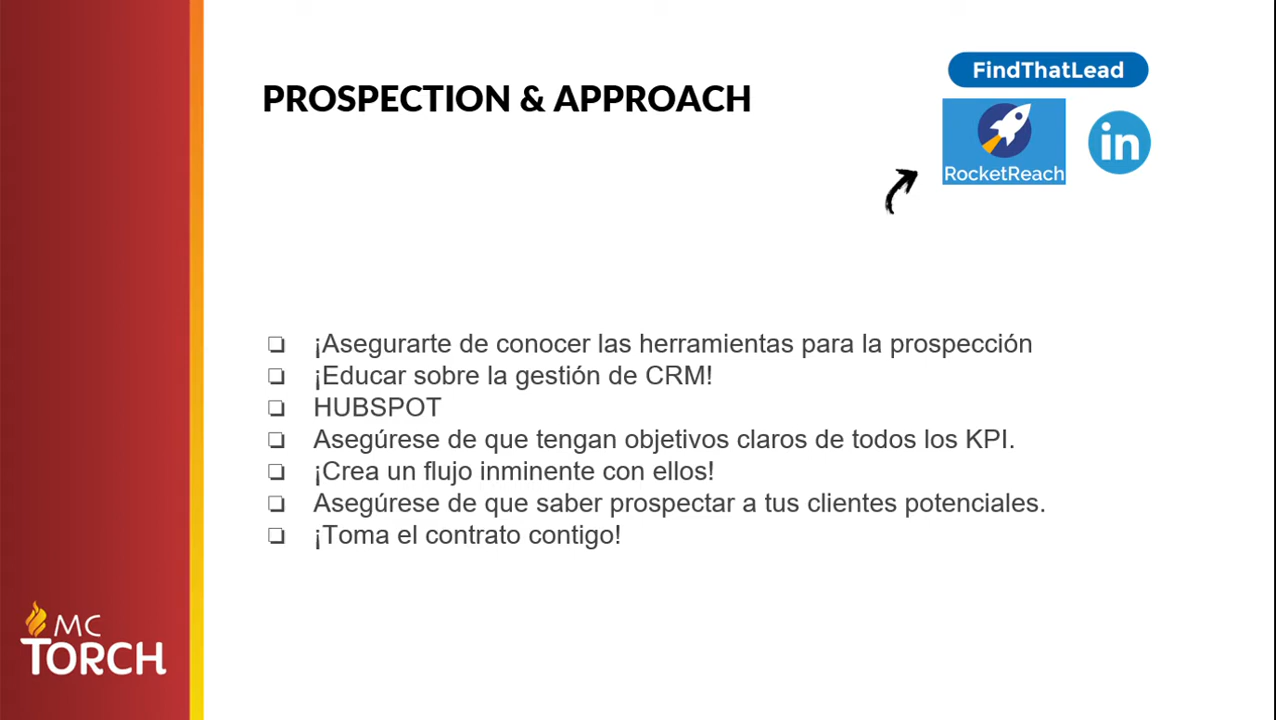 FindThatLead
PROSPECTION & APPROACH
in
RocketReach
¡Asegurarte de conocer las herramientas para la prospección
¡Educar sobre la gestión de CRM!
HUBSPOT
Asegúrese de que tengan objetivos claros de todos los KPI.
¡Crea un flujo inminente con ellos!
Asegúrese de que saber prospectar a tus clientes potenciales.
¡Toma el contrato contigo!
MC
TORCH